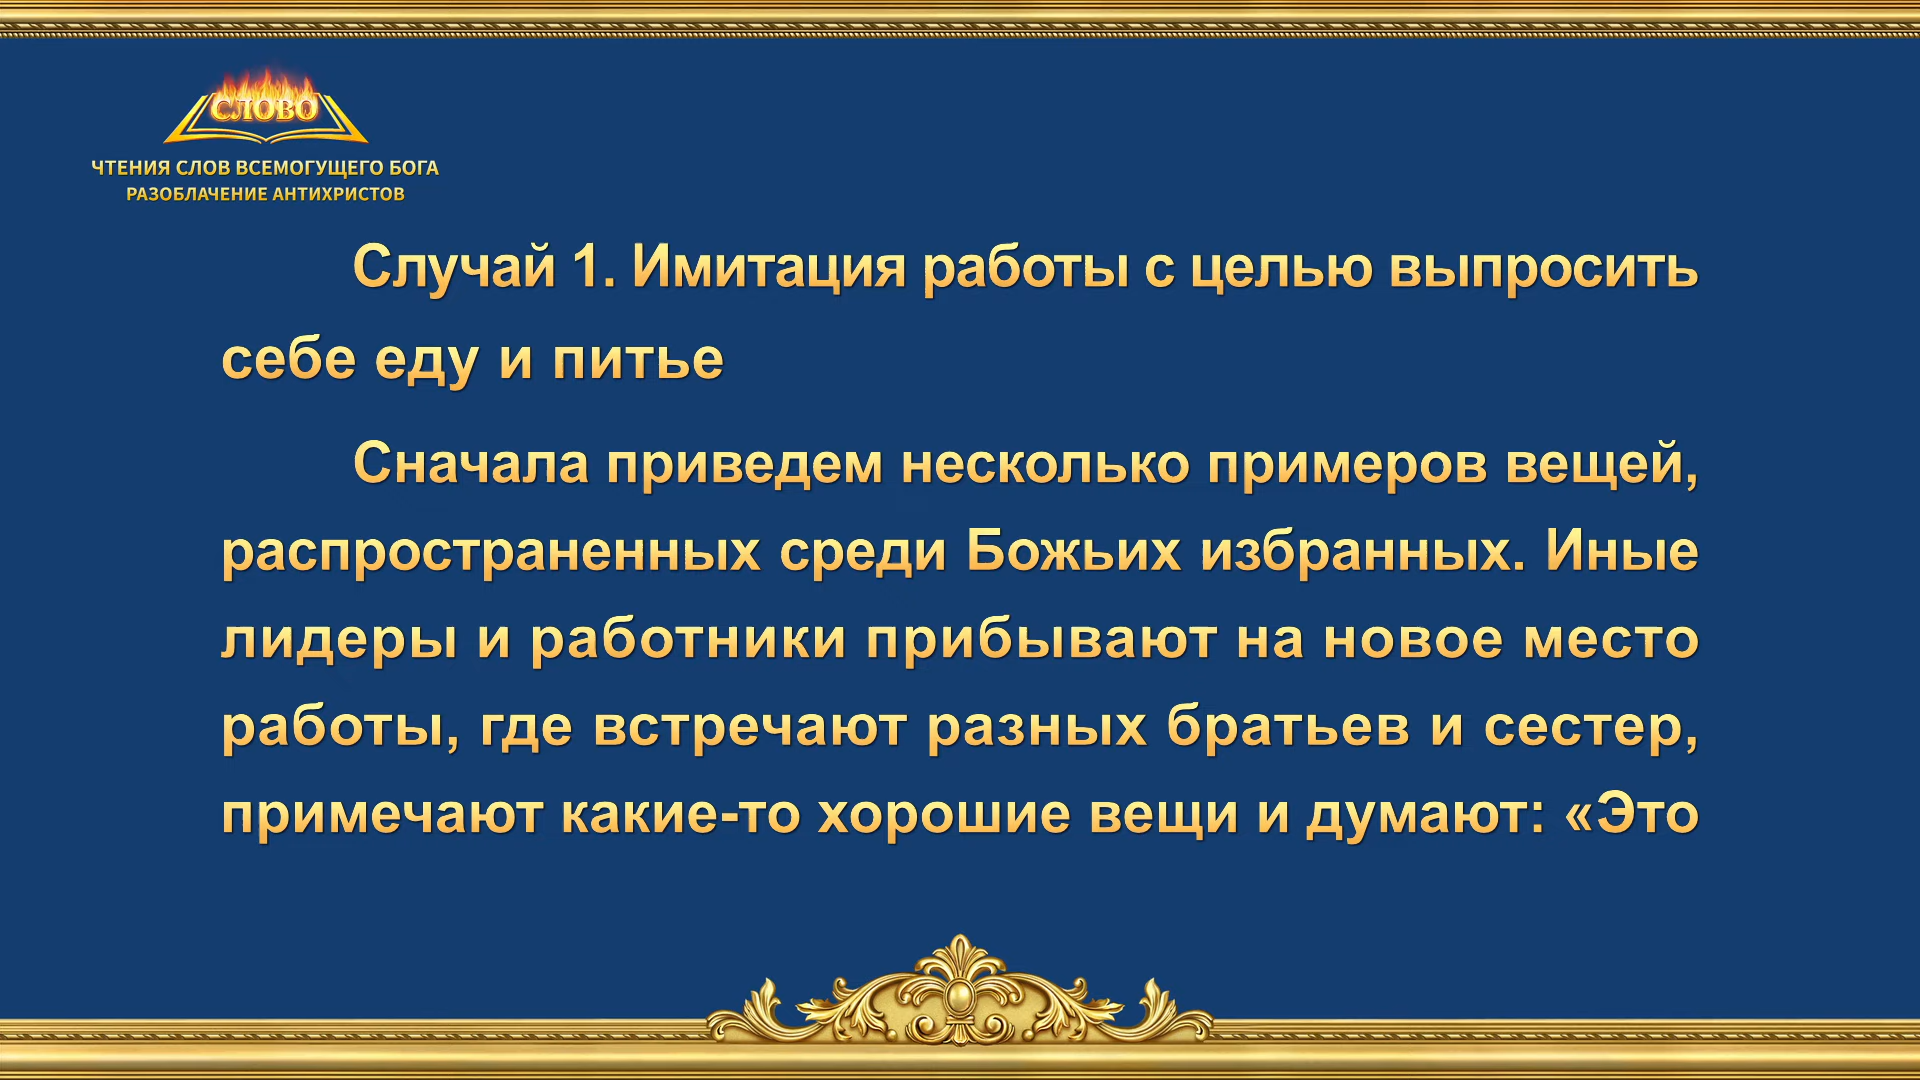 СЛОВО
ЧТЕНИЯ СЛОВ ВСЕМОГУЩЕГО БОГА
РАЗОБЛАЧЕНИЕ АНТИХРИСТОВ
Случай 1. Имитация работы с целью выпросить
себе еду и питье
Сначала приведем несколько примеров вещей,
распространенных среди Божьих избранных. Иные
лидеры и работники прибывают на новое место
работы, где встречают разных братьев и сестер,
примечают какие-то хорошие вещи и думают: «Это